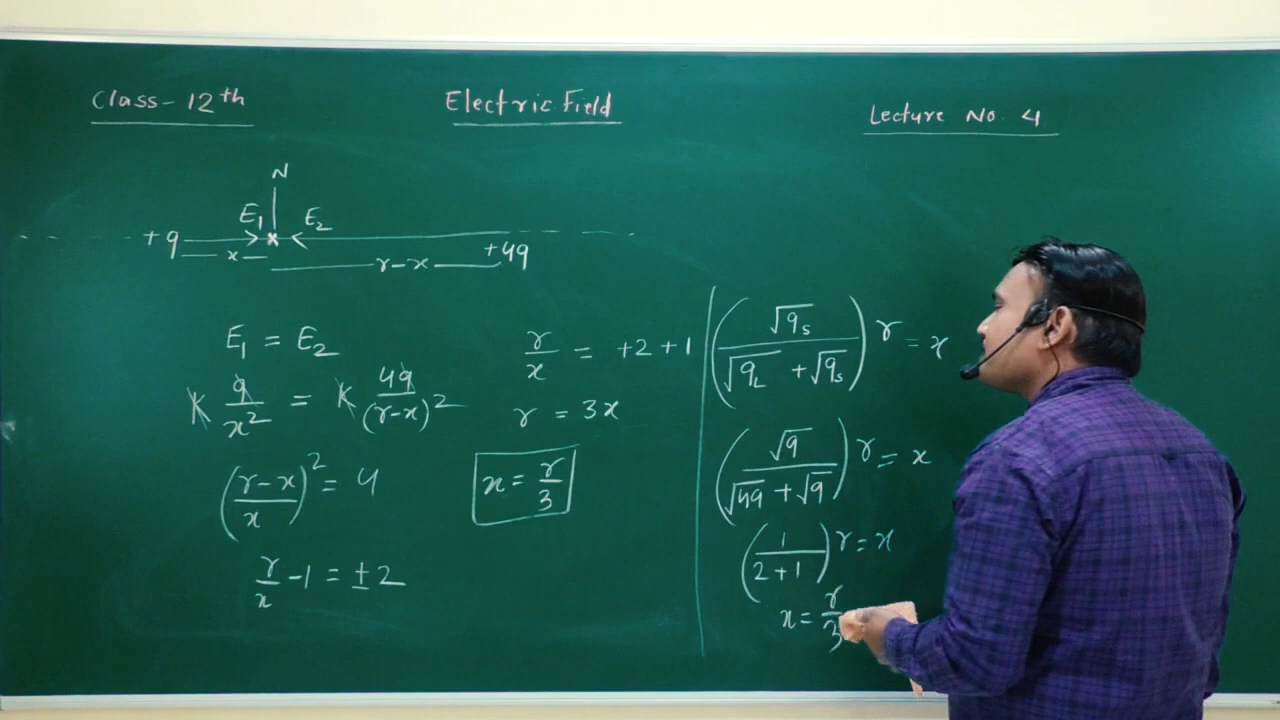 Class-12th
Electric Field
Lecture No. 4
N
E₁ E₂
+q x r-x +4q
E₁ = E₂
K q/x² = K 4q/(r-x)²
((r-x)/x)² = 4
r/x -1 = ±2
r/x = +2+1
r = 3x
x = r/3
(√qₛ/(√q_L + √qₛ)) r = x
(√q/(√4q + √q)) r = x
(1/(2+1)) r = x
x = r/3